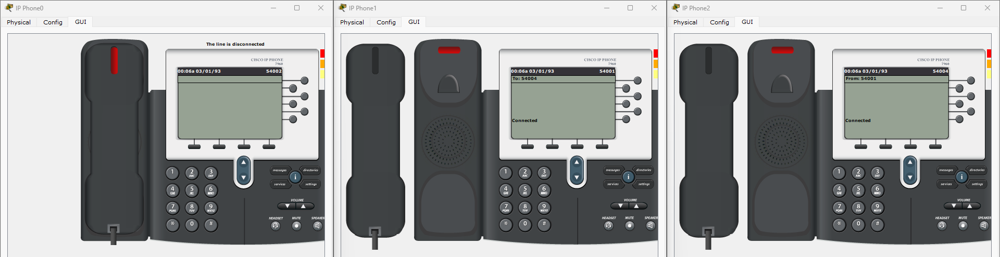 IP Phone0
Physical Config GUI
The line is disconnected
CISCO IP PHONE
7960
00:06a 03/01/93 54002
1 2 ABC 3 DEF
4 GHI 5 JKL 6 MNO
7 PQRS 8 TUV 9 WXYZ
* 0 #
messages directories
i
services settings
VOLUME
HEADSET MUTE SPEAKER
IP Phone1
Physical Config GUI
CISCO IP PHONE
7960
00:06a 03/01/93 54001
To: 54004
Connected
1 2 ABC 3 DEF
4 GHI 5 JKL 6 MNO
7 PQRS 8 TUV 9 WXYZ
* 0 #
messages directories
i
services settings
VOLUME
HEADSET MUTE SPEAKER
IP Phone2
Physical Config GUI
CISCO IP PHONE
7960
00:06a 03/01/93 54004
From: 54001
Connected
1 2 ABC 3 DEF
4 GHI 5 JKL 6 MNO
7 PQRS 8 TUV 9 WXYZ
* 0 #
messages directories
i
services settings
VOLUME
HEADSET MUTE SPEAKER